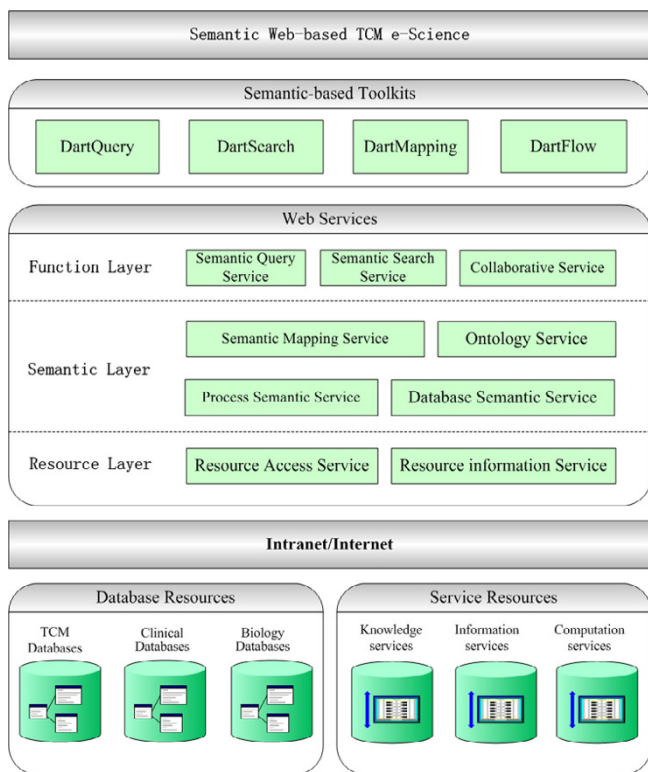 Semantic Web-based TCM e-Science
Semantic-based Toolkits
DartQuery
DartSearch
DartMapping
DartFlow
Web Services
Function Layer
Semantic Query
Service
Semantic Search
Service
Collaborative Service
Semantic Layer
Semantic Mapping Service
Ontology Service
Process Semantic Service
Database Semantic Service
Resource Layer
Resource Access Service
Resource information Service
Intranet/Internet
Database Resources
TCM
Databases
Clinical
Databases
Biology
Databases
Service Resources
Knowledge
services
Information
services
Computation
services